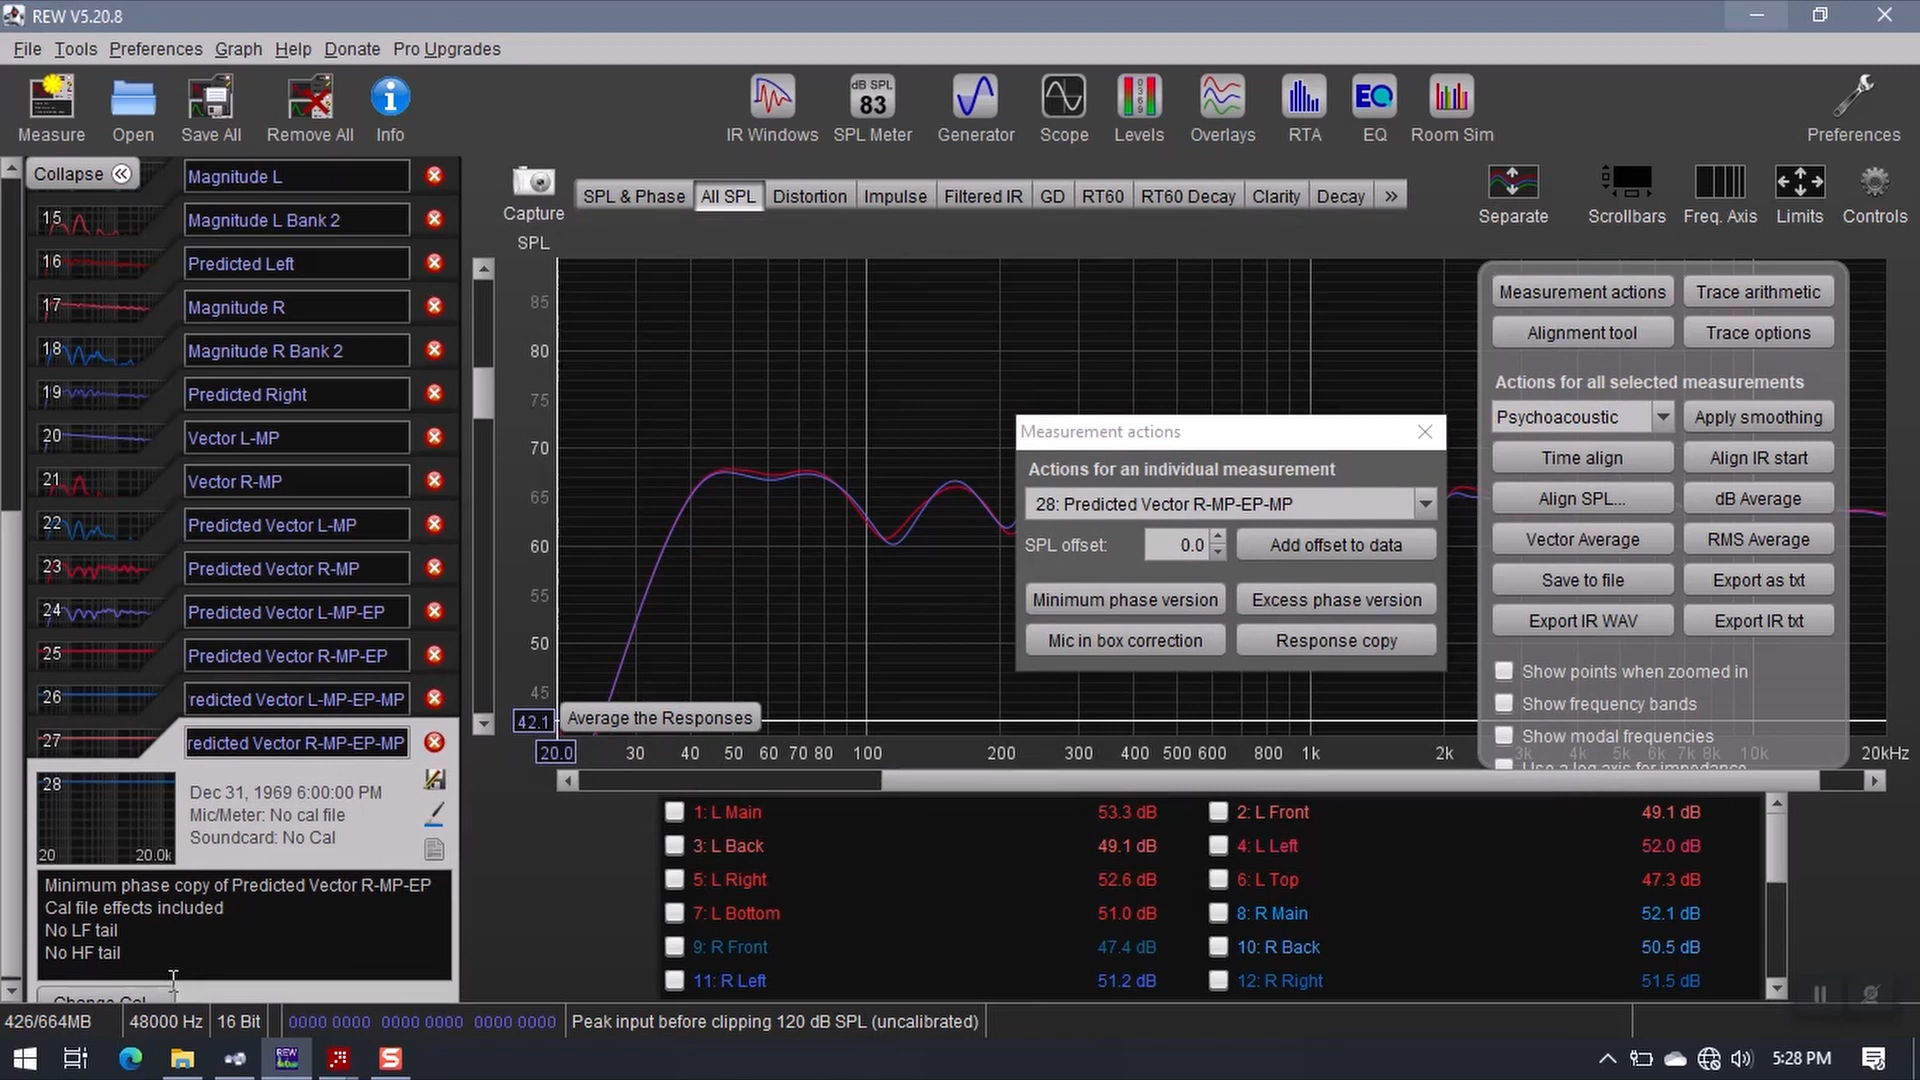 REW V5.20.8
File Tools Preferences Graph Help Donate Pro Upgrades
Measure Open Save All Remove All Info
dB SPL
83
EQ
IR Windows SPL Meter Generator Scope Levels Overlays RTA EQ Room Sim Preferences
Collapse
Capture
SPL & Phase All SPL Distortion Impulse Filtered IR GD RT60 RT60 Decay Clarity Decay »
Separate Scrollbars Freq. Axis Limits Controls
Magnitude L
15 Magnitude L Bank 2
16 Predicted Left
17 Magnitude R
18 Magnitude R Bank 2
19 Predicted Right
20 Vector L-MP
21 Vector R-MP
22 Predicted Vector L-MP
23 Predicted Vector R-MP
24 Predicted Vector L-MP-EP
25 Predicted Vector R-MP-EP
26 redicted Vector L-MP-EP-MP
27 redicted Vector R-MP-EP-MP
28
20 20.0k
Dec 31, 1969 6:00:00 PM
Mic/Meter: No cal file
Soundcard: No Cal
Minimum phase copy of Predicted Vector R-MP-EP
Cal file effects included
No LF tail
No HF tail
Change Cal
SPL
85
80
75
70
65
60
55
50
45
42.1
Average the Responses
20.0 30 40 50 60 70 80 100 200 300 400 500 600 800 1k 2k 3k 4k 5k 6k 7k 8k 10k 20kHz
Measurement actions
Actions for an individual measurement
28: Predicted Vector R-MP-EP-MP
SPL offset: 0.0 Add offset to data
Minimum phase version Excess phase version
Mic in box correction Response copy
Measurement actions Trace arithmetic
Alignment tool Trace options
Actions for all selected measurements
Psychoacoustic Apply smoothing
Time align Align IR start
Align SPL... dB Average
Vector Average RMS Average
Save to file Export as txt
Export IR WAV Export IR txt
Show points when zoomed in
Show frequency bands
Show modal frequencies
Use a log axis for impedance
1: L Main 53.3 dB 2: L Front 49.1 dB
3: L Back 49.1 dB 4: L Left 52.0 dB
5: L Right 52.6 dB 6: L Top 47.3 dB
7: L Bottom 51.0 dB 8: R Main 52.1 dB
9: R Front 47.4 dB 10: R Back 50.5 dB
11: R Left 51.2 dB 12: R Right 51.5 dB
426/664MB 48000 Hz 16 Bit 0000 0000 0000 0000 0000 0000 Peak input before clipping 120 dB SPL (uncalibrated)
REW
S
5:28 PM